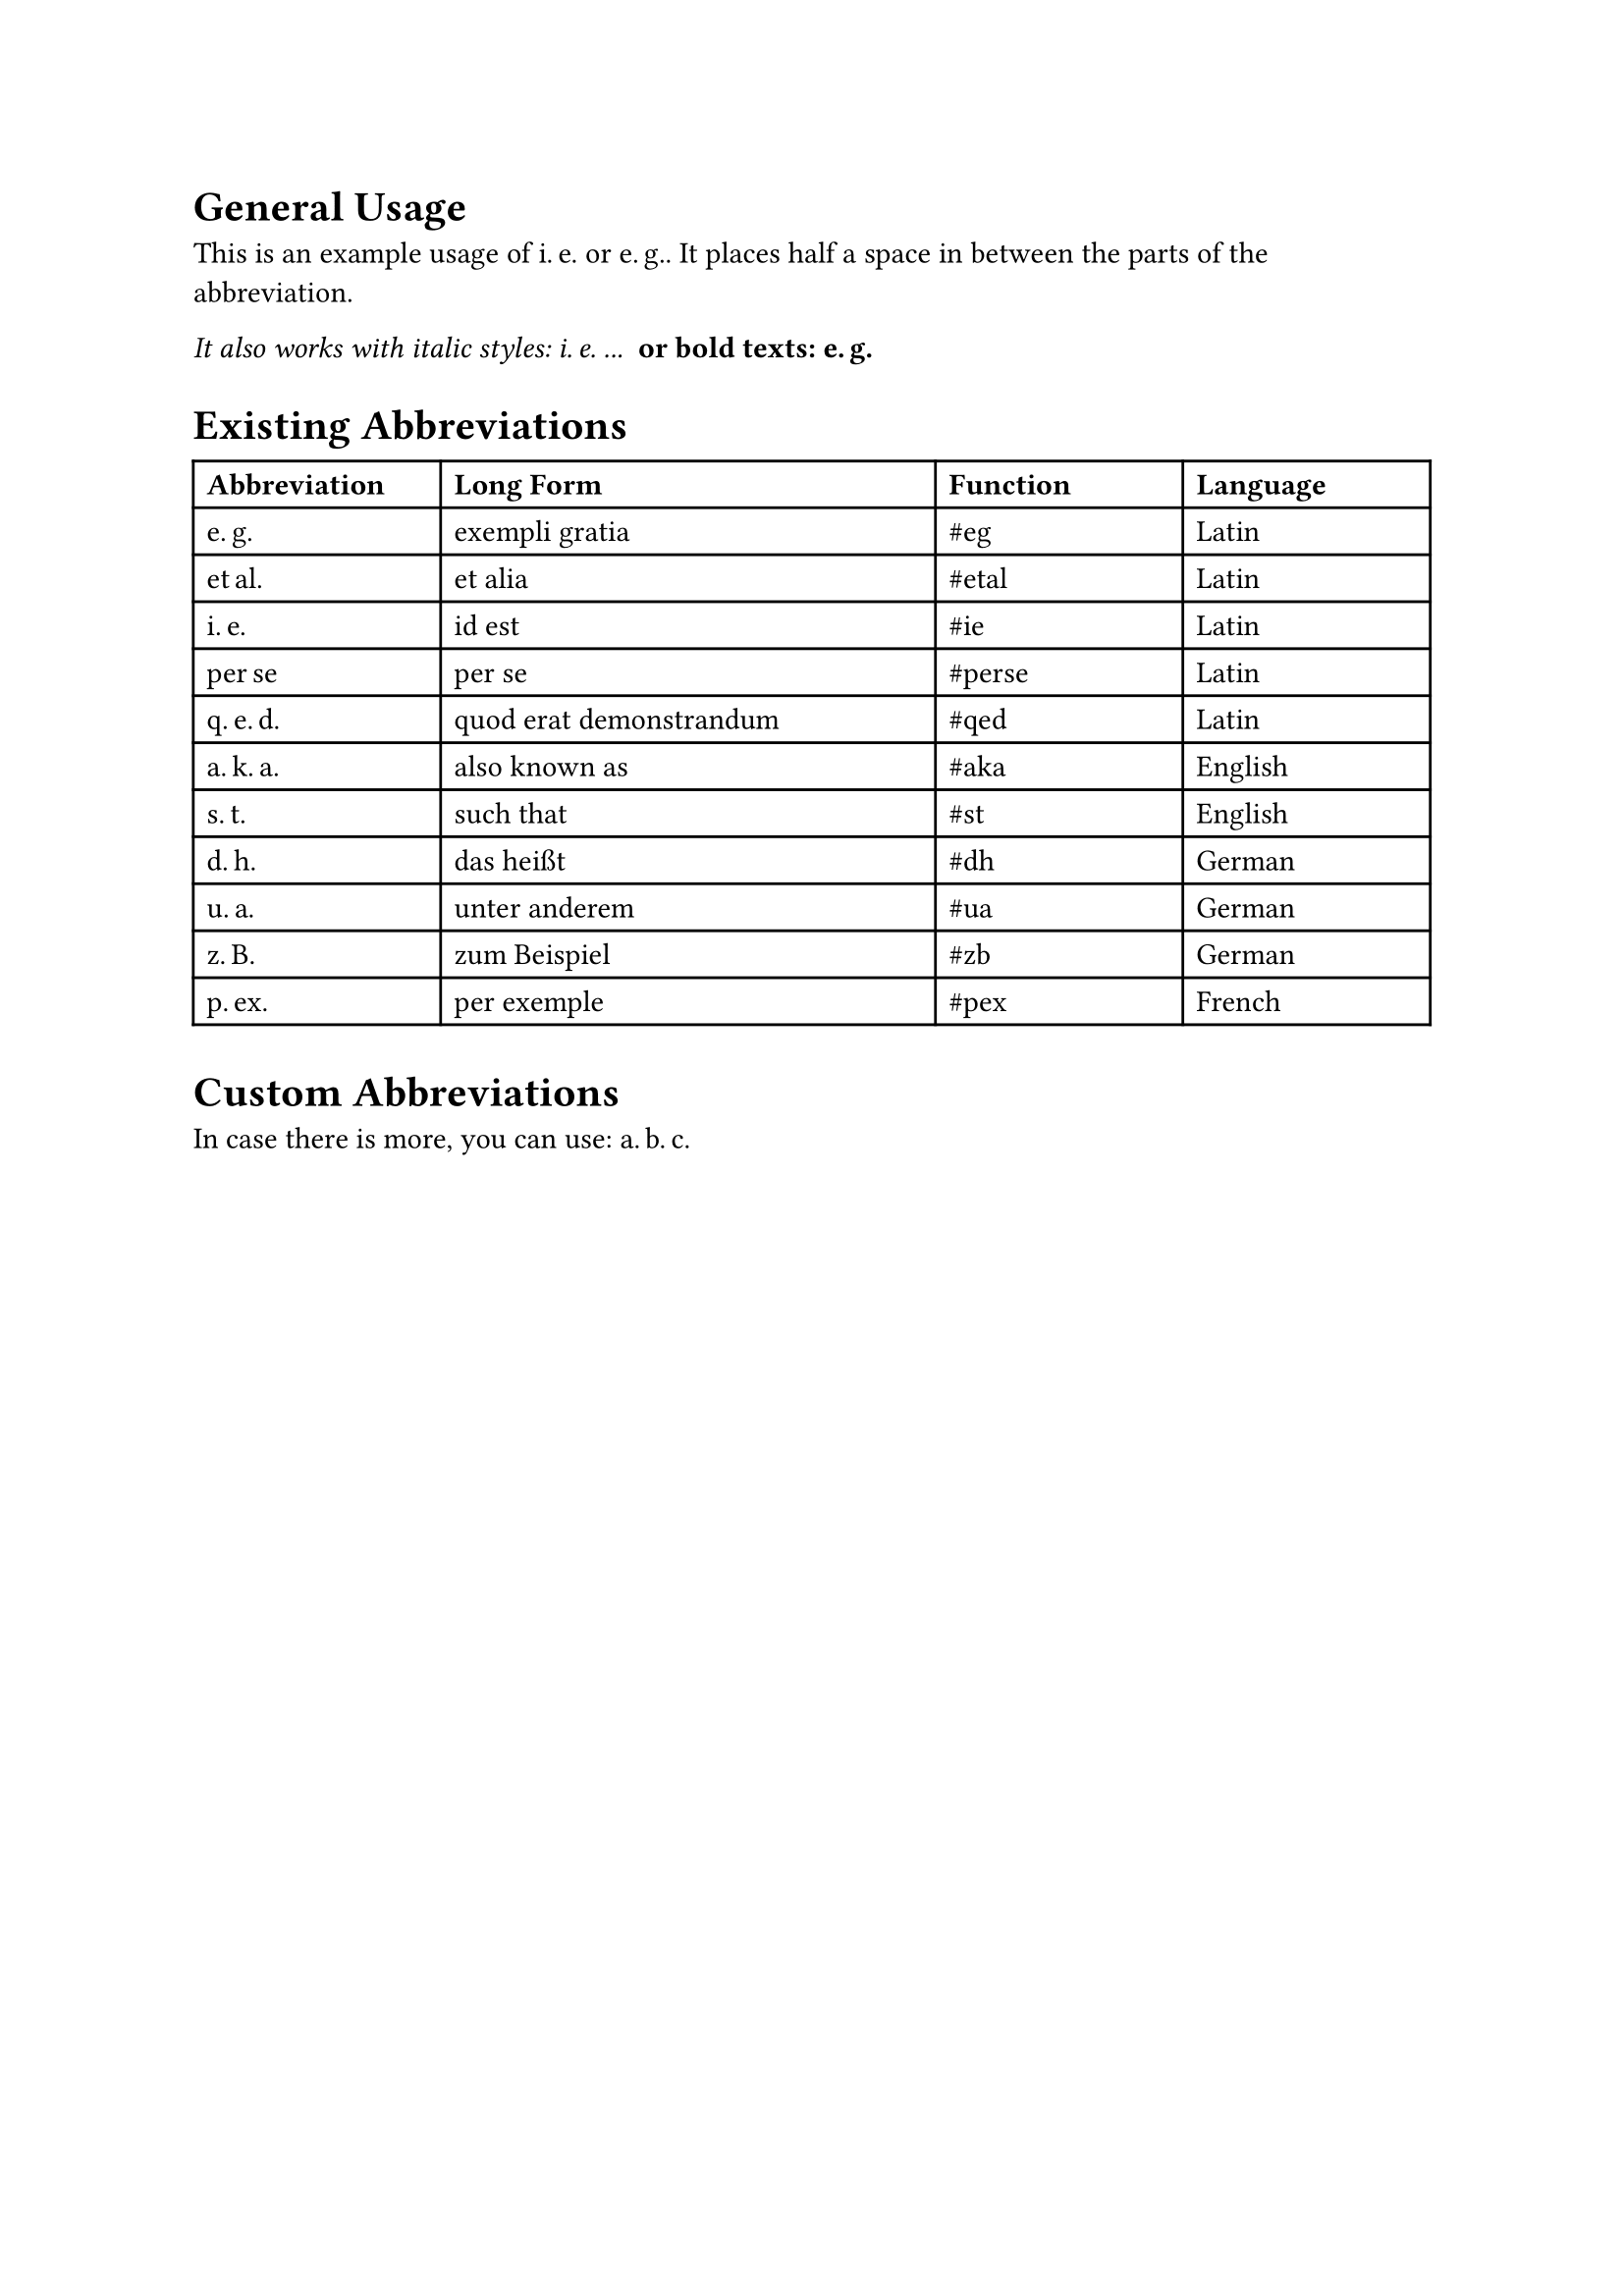 General Usage
This is an example usage of i. e. or e. g.. It places half a space in between the parts of the
abbreviation.
It also works with italic styles: i. e. ... or bold texts: e. g.
Existing Abbreviations
Abbreviation Long Form Function Language
e. g. exempli gratia #eg Latin
et al. et alia #etal Latin
i. e. id est #ie Latin
per se per se #perse Latin
q. e. d. quod erat demonstrandum #qed Latin
a. k. a. also known as #aka English
s. t. such that #st English
d. h. das heißt #dh German
u. a. unter anderem #ua German
z. B. zum Beispiel #zb German
p. ex. per exemple #pex French
Custom Abbreviations
In case there is more, you can use: a. b. c.